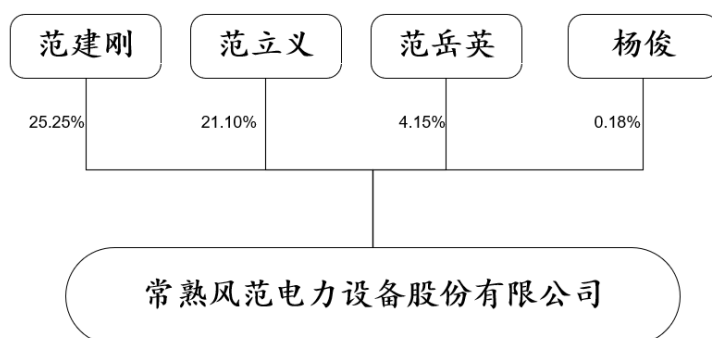 范建刚 范立义 范岳英 杨俊
25.25% 21.10% 4.15% 0.18%
常熟风范电力设备股份有限公司